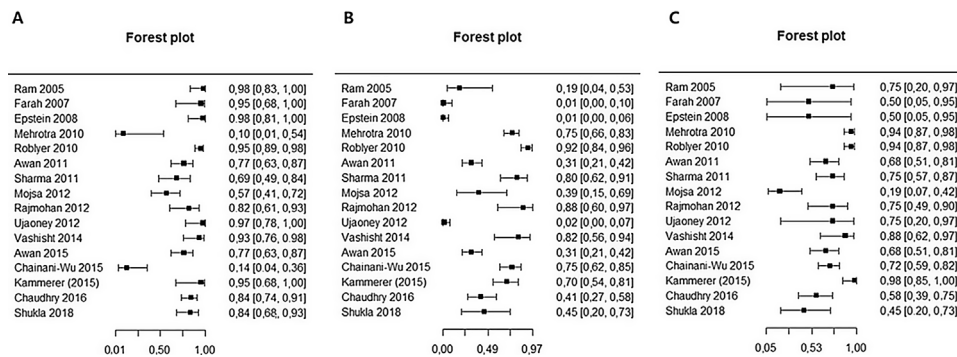 A
Forest plot
Ram 2005 0,98 [0,83, 1,00]
Farah 2007 0,95 [0,68, 1,00]
Epstein 2008 0,98 [0,81, 1,00]
Mehrotra 2010 0,10 [0,01, 0,54]
Roblyer 2010 0,95 [0,89, 0,98]
Awan 2011 0,77 [0,63, 0,87]
Sharma 2011 0,69 [0,49, 0,84]
Mojsa 2012 0,57 [0,41, 0,72]
Rajmohan 2012 0,82 [0,61, 0,93]
Ujaoney 2012 0,97 [0,78, 1,00]
Vashisht 2014 0,93 [0,76, 0,98]
Awan 2015 0,77 [0,63, 0,87]
Chainani-Wu 2015 0,14 [0,04, 0,36]
Kammerer (2015) 0,95 [0,68, 1,00]
Chaudhry 2016 0,84 [0,74, 0,91]
Shukla 2018 0,84 [0,68, 0,93]
0,01 0,50 1,00
B
Forest plot
Ram 2005 0,19 [0,04, 0,53]
Farah 2007 0,01 [0,00, 0,10]
Epstein 2008 0,01 [0,00, 0,06]
Mehrotra 2010 0,75 [0,66, 0,83]
Roblyer 2010 0,92 [0,84, 0,96]
Awan 2011 0,31 [0,21, 0,42]
Sharma 2011 0,80 [0,62, 0,91]
Mojsa 2012 0,39 [0,15, 0,69]
Rajmohan 2012 0,88 [0,60, 0,97]
Ujaoney 2012 0,02 [0,00, 0,07]
Vashisht 2014 0,82 [0,56, 0,94]
Awan 2015 0,31 [0,21, 0,42]
Chainani-Wu 2015 0,75 [0,62, 0,85]
Kammerer (2015) 0,70 [0,54, 0,81]
Chaudhry 2016 0,41 [0,27, 0,58]
Shukla 2018 0,45 [0,20, 0,73]
0,00 0,49 0,97
C
Forest plot
Ram 2005 0,75 [0,20, 0,97]
Farah 2007 0,50 [0,05, 0,95]
Epstein 2008 0,50 [0,05, 0,95]
Mehrotra 2010 0,94 [0,87, 0,98]
Roblyer 2010 0,94 [0,87, 0,98]
Awan 2011 0,68 [0,51, 0,81]
Sharma 2011 0,75 [0,57, 0,87]
Mojsa 2012 0,19 [0,07, 0,42]
Rajmohan 2012 0,75 [0,49, 0,90]
Ujaoney 2012 0,75 [0,20, 0,97]
Vashisht 2014 0,88 [0,62, 0,97]
Awan 2015 0,68 [0,51, 0,81]
Chainani-Wu 2015 0,72 [0,59, 0,82]
Kammerer (2015) 0,98 [0,85, 1,00]
Chaudhry 2016 0,58 [0,39, 0,75]
Shukla 2018 0,45 [0,20, 0,73]
0,05 0,53 1,00